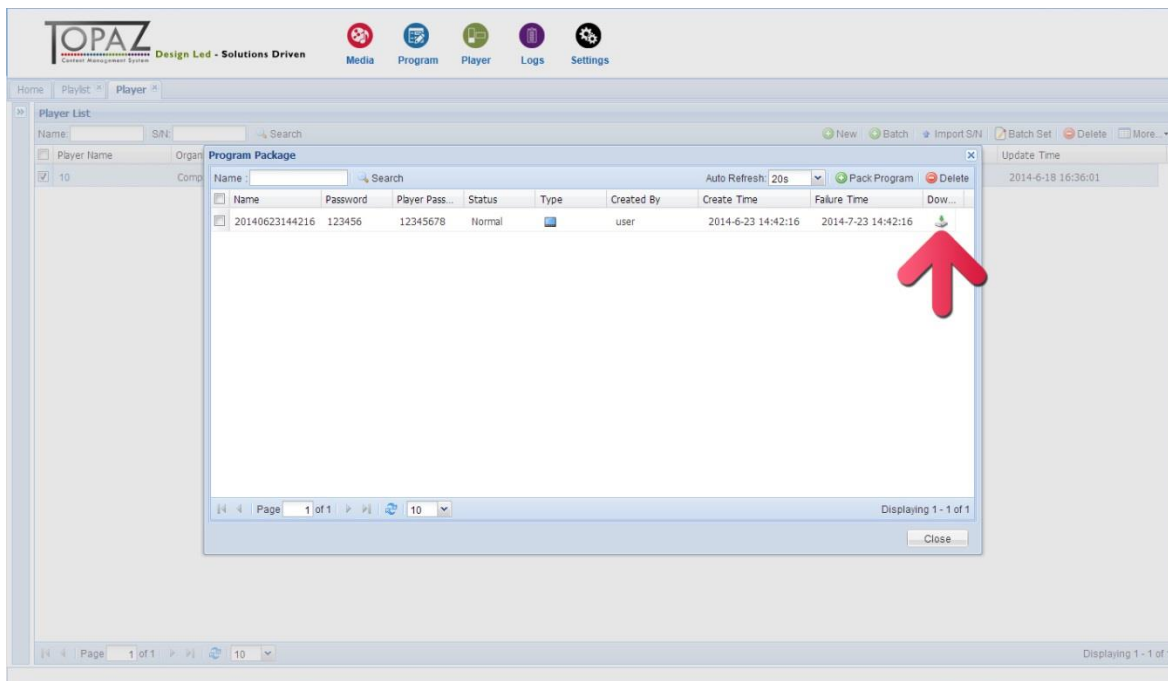 TOPAZ
Content Management System
Design Led - Solutions Driven
Media Program Player Logs Settings
Home Playlist Player
Player List
Name: S/N: Search New Batch Import S/N Batch Set Delete More...
Player Name Organ Update Time
10 Comp 2014-6-18 16:36:01
Program Package
Name : Search Auto Refresh: 20s Pack Program Delete
Name Password Player Pass... Status Type Created By Create Time Failure Time Dow...
20140623144216 123456 12345678 Normal user 2014-6-23 14:42:16 2014-7-23 14:42:16
Page 1 of 1 10 Displaying 1 - 1 of 1
Close
Page 1 of 1 10 Displaying 1 - 1 of